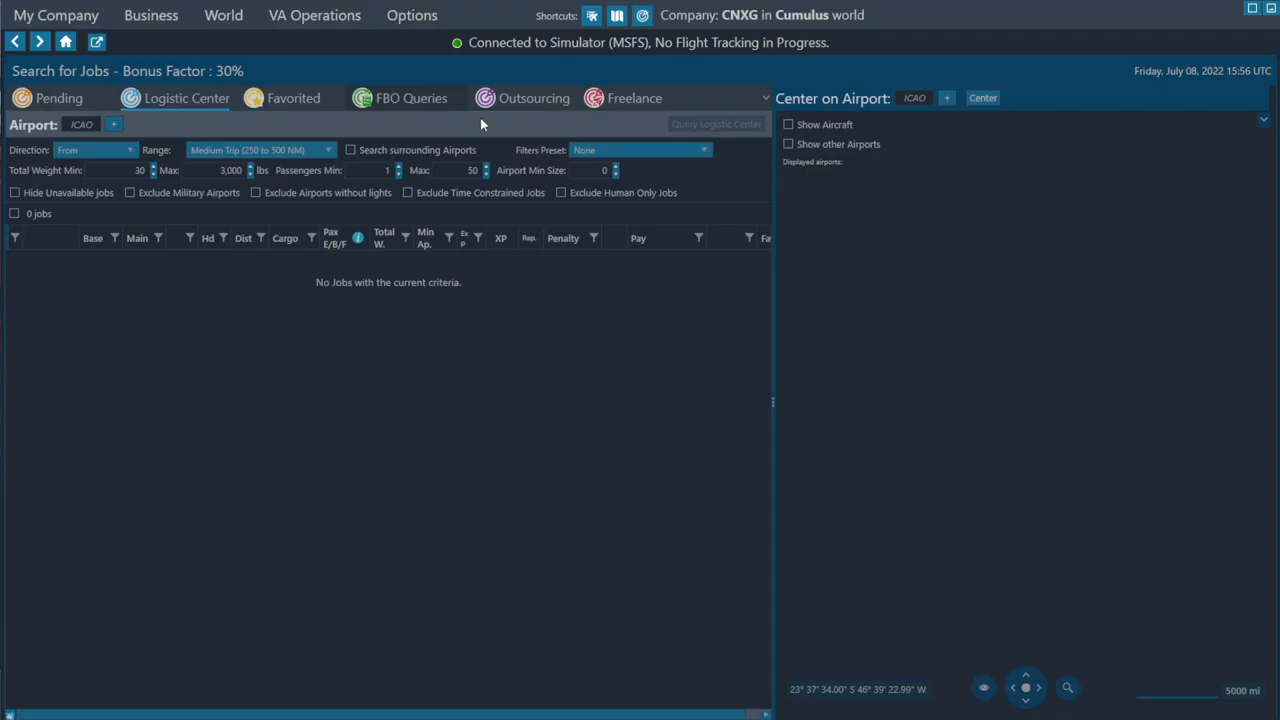 My Company Business World VA Operations Options Shortcuts: Company: CNXG in Cumulus world
Connected to Simulator (MSFS), No Flight Tracking in Progress.
Search for Jobs - Bonus Factor : 30% Friday, July 08, 2022 15:56 UTC
Pending Logistic Center Favorited FBO Queries Outsourcing Freelance Center on Airport: ICAO + Center
Airport: ICAO + Query Logistic Center Show Aircraft
Direction: From Range: Medium Trip (250 to 500 NM) Search surrounding Airports Filters Preset: None Show other Airports
Displayed airports:
Total Weight Min: 30 Max: 3,000 lbs Passengers Min: 1 Max: 50 Airport Min Size: 0
Hide Unavailable jobs Exclude Military Airports Exclude Airports without lights Exclude Time Constrained Jobs Exclude Human Only Jobs
0 jobs
Base Main Hd Dist Cargo Pax E/B/F Total W. Min Ap. Exp XP Rep. Penalty Pay Fa
No Jobs with the current criteria.
23° 37' 34.00" S 46° 39' 22.99" W 5000 mi